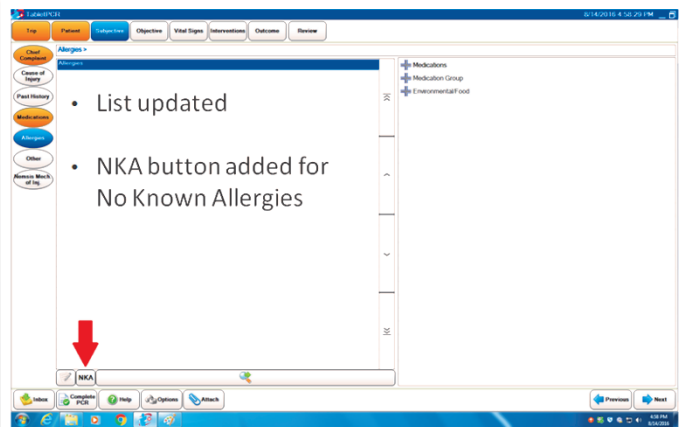 TabletPCR
8/14/2016 4:58:29 PM
Trip
Patient
Subjective
Objective
Vital Signs
Interventions
Outcome
Review
Chief
Complaint
Cause of
Injury
Past History
Medications
Allergies
Other
Nemsis Mech
of Inj.
Allergies >
Allergies
• List updated
• NKA button added for
No Known Allergies
Medications
Medication Group
Environmental/Food
NKA
Inbox
Complete
PCR
Help
Options
Attach
Previous
Next
4:58 PM
8/14/2016